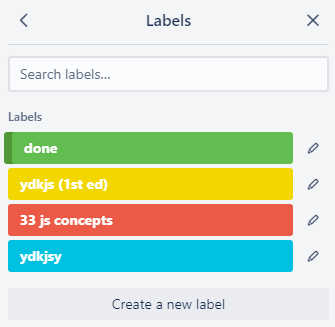 Labels
Search labels...
Labels
done
ydkjs (1st ed)
33 js concepts
ydkjsy
Create a new label